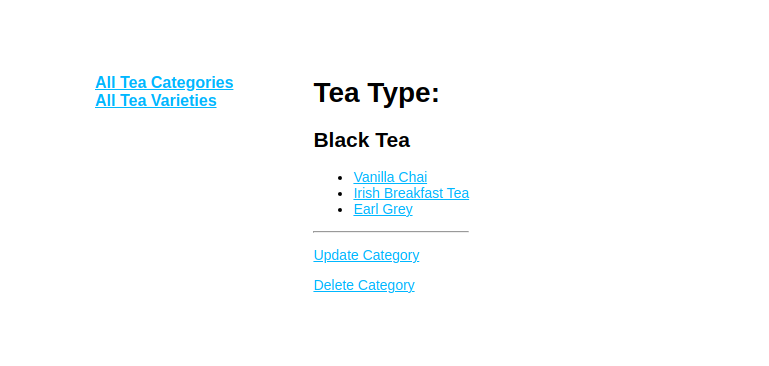 All Tea Categories
All Tea Varieties
Tea Type:
Black Tea
Vanilla Chai
Irish Breakfast Tea
Earl Grey
Update Category
Delete Category